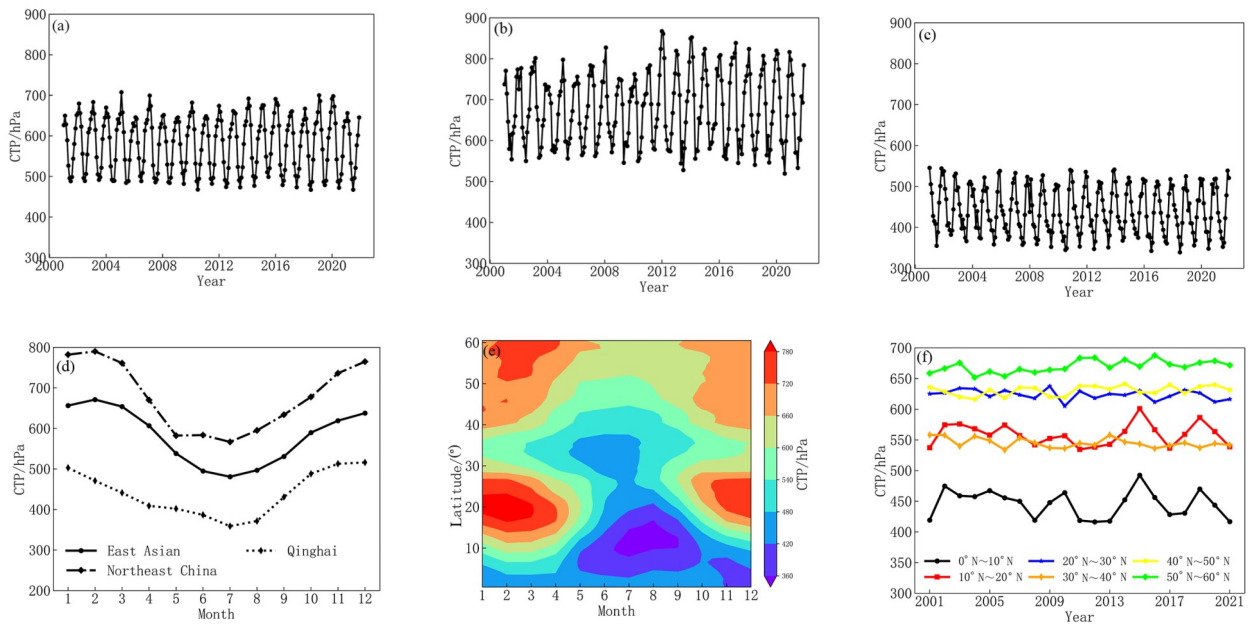 (a)
900
800
700
600
500
400
300
CTP/hPa
2000 2004 2008 2012 2016 2020
Year
(b)
900
800
700
600
500
400
300
CTP/hPa
2000 2004 2008 2012 2016 2020
Year
(c)
900
800
700
600
500
400
300
CTP/hPa
2000 2004 2008 2012 2016 2020
Year
(d)
800
700
600
500
400
300
200
CTP/hPa
East Asian
Qinghai
Northeast China
1 2 3 4 5 6 7 8 9 10 11 12
Month
(e)
60
50
40
30
20
10
Latitude/(°)
1 2 3 4 5 6 7 8 9 10 11 12
Month
780
720
660
600
540
480
420
360
CTP/hPa
(f)
700
650
600
550
500
450
400
350
300
CTP/hPa
0°N~10°N
20°N~30°N
40°N~50°N
10°N~20°N
30°N~40°N
50°N~60°N
2001 2005 2009 2013 2017 2021
Year